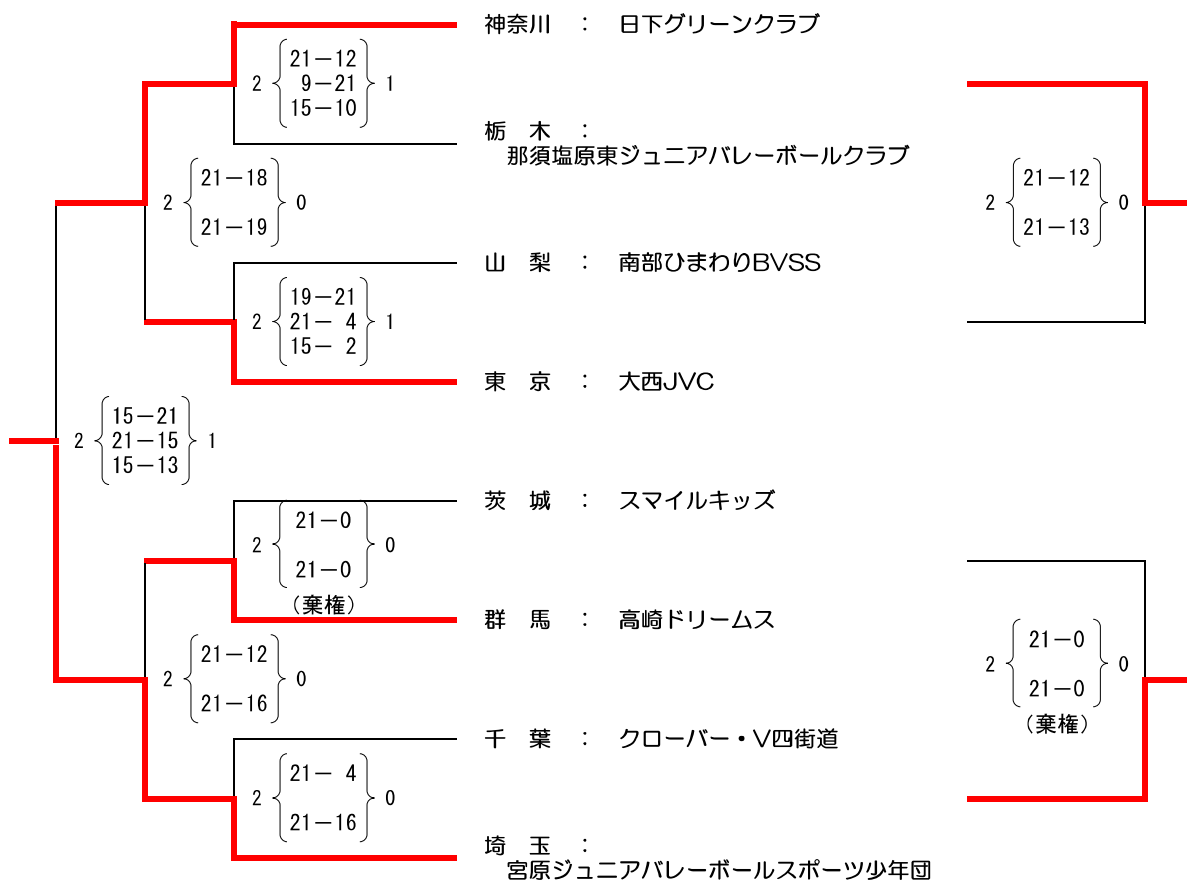 神奈川 : 日下グリーンクラブ
2 21-12 1
9-21
15-10
栃 木 :
那須塩原東ジュニアバレーボールクラブ
2 21-18 0
21-19
2 21-12 0
21-13
山 梨 : 南部ひまわりBVSS
2 19-21 1
21- 4
15- 2
東 京 : 大西JVC
2 15-21 1
21-15
15-13
茨 城 : スマイルキッズ
2 21-0 0
21-0
(棄権)
群 馬 : 高崎ドリームス
2 21-12 0
21-16
2 21-0 0
21-0
(棄権)
千 葉 : クローバー・V四街道
2 21- 4 0
21-16
埼 玉 :
宮原ジュニアバレーボールスポーツ少年団